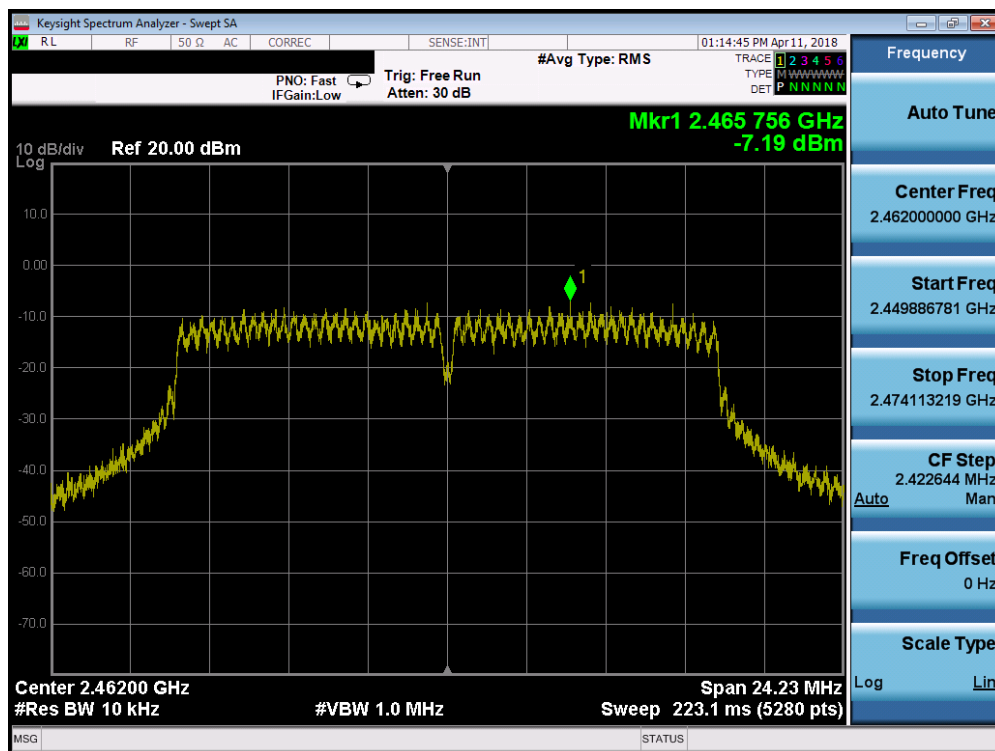 Keysight Spectrum Analyzer - Swept SA
LXI RL RF 50 Ω AC CORREC SENSE:INT 01:14:45 PM Apr 11, 2018
#Avg Type: RMS TRACE 1 2 3 4 5 6
PNO: Fast Trig: Free Run TYPE M WWWWW
IFGain:Low Atten: 30 dB DET P N N N N N
Mkr1 2.465 756 GHz
-7.19 dBm
10 dB/div Ref 20.00 dBm
Log
10.0
0.00
1
-10.0
-20.0
-30.0
-40.0
-50.0
-60.0
-70.0
Center 2.46200 GHz Span 24.23 MHz
#Res BW 10 kHz #VBW 1.0 MHz Sweep 223.1 ms (5280 pts)
MSG STATUS
Frequency
Auto Tune
Center Freq
2.462000000 GHz
Start Freq
2.449886781 GHz
Stop Freq
2.474113219 GHz
CF Step
2.422644 MHz
Auto Man
Freq Offset
0 Hz
Scale Type
Log Lin